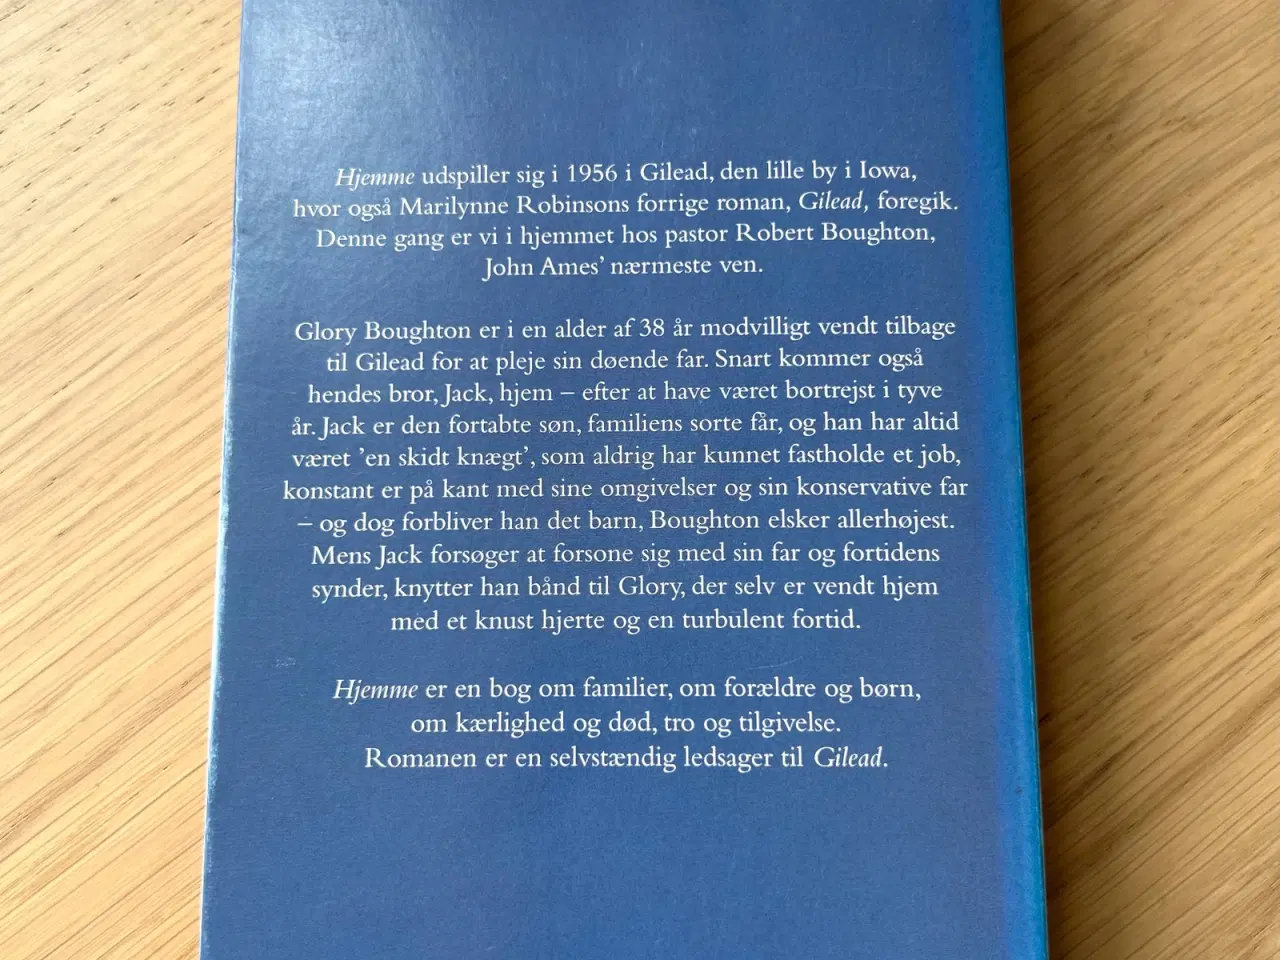 Hjemme udspiller sig i 1956 i Gilead, den lille by i Iowa,
hvor også Marilynne Robinsons forrige roman, Gilead, foregik.
Denne gang er vi i hjemmet hos pastor Robert Boughton,
John Ames’ nærmeste ven.
Glory Boughton er i en alder af 38 år modvilligt vendt tilbage
til Gilead for at pleje sin døende far. Snart kommer også
hendes bror, Jack, hjem – efter at have været bortrejst i tyve
år. Jack er den fortabte søn, familiens sorte får, og han har altid
været ’en skidt knægt’, som aldrig har kunnet fastholde et job,
konstant er på kant med sine omgivelser og sin konservative far
– og dog forbliver han det barn, Boughton elsker allerhøjest.
Mens Jack forsøger at forsone sig med sin far og fortidens
synder, knytter han bånd til Glory, der selv er vendt hjem
med et knust hjerte og en turbulent fortid.
Hjemme er en bog om familier, om forældre og børn,
om kærlighed og død, tro og tilgivelse.
Romanen er en selvstændig ledsager til Gilead.